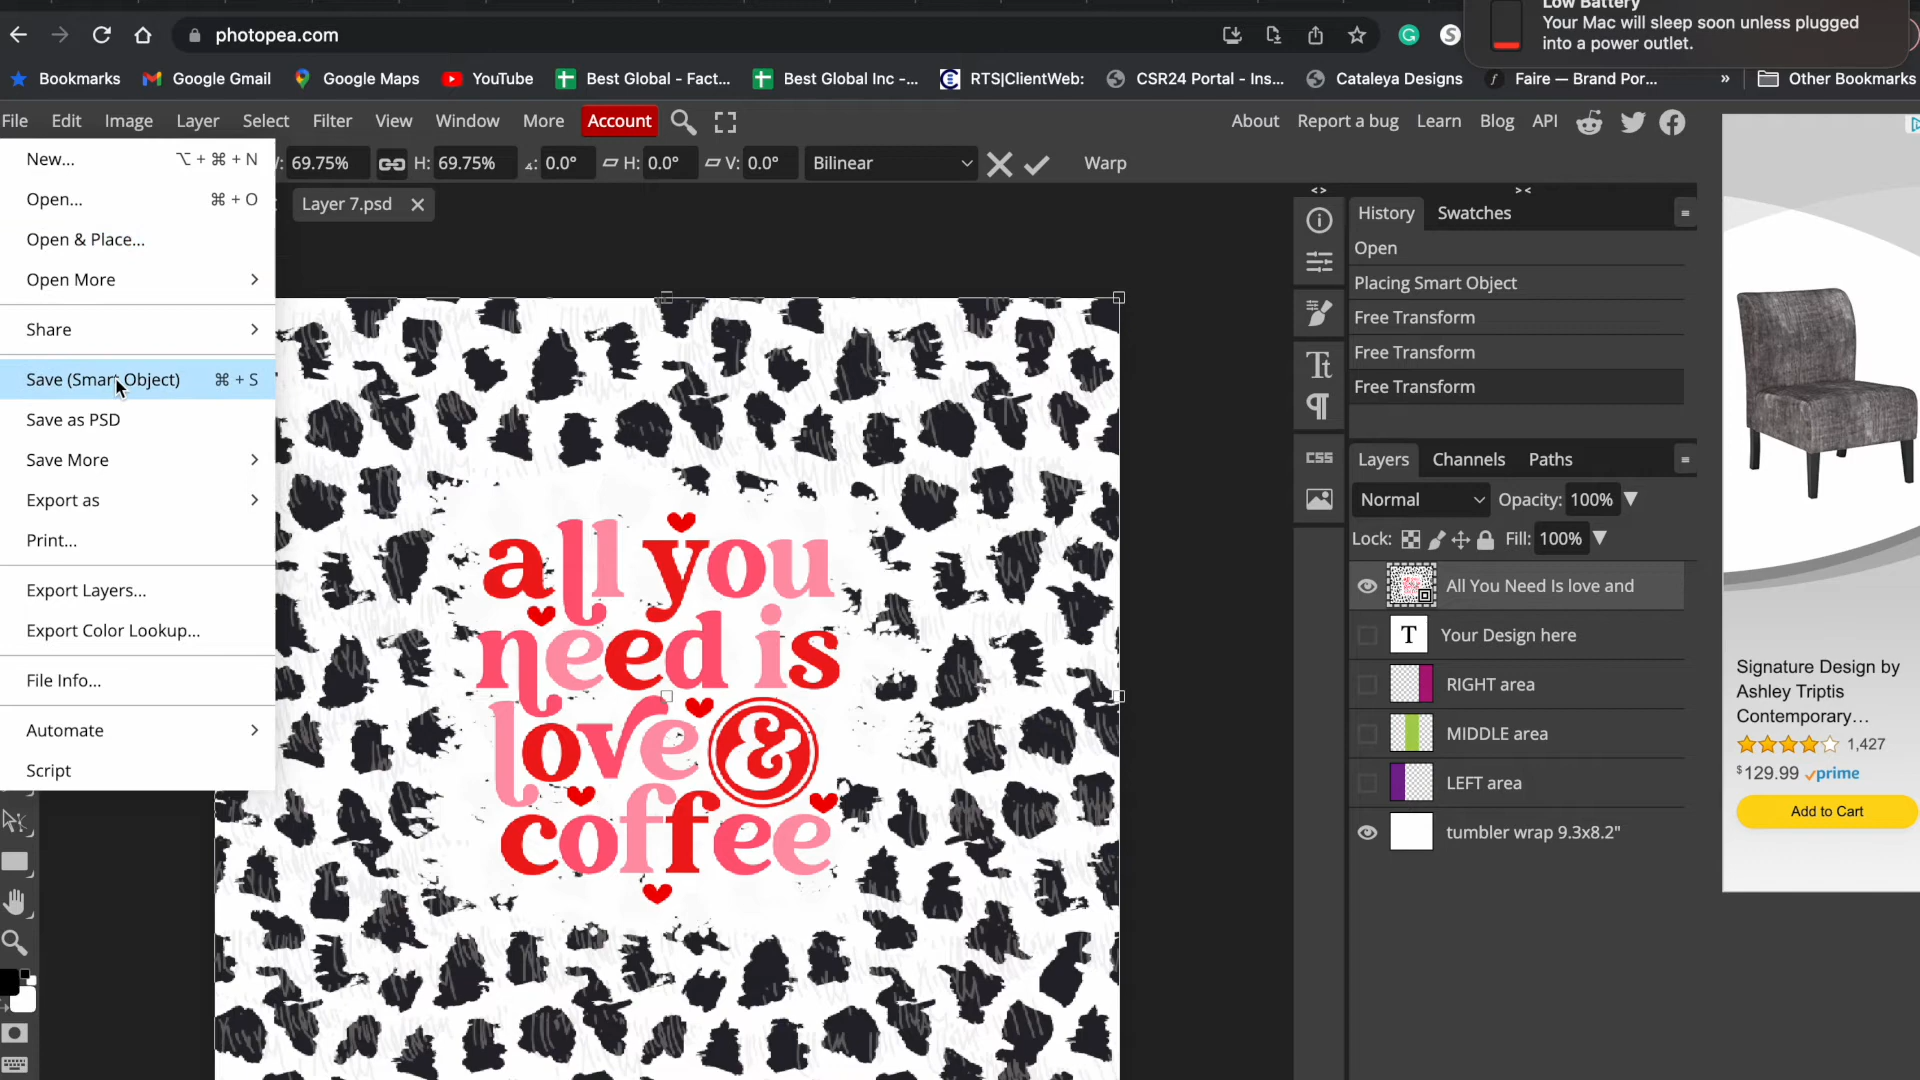 Low Battery
Your Mac will sleep soon unless plugged
into a power outlet.
photopea.com
Bookmarks
Google Gmail
Google Maps
YouTube
Best Global - Fact...
Best Global Inc -...
RTS|ClientWeb:
CSR24 Portal - Ins...
Cataleya Designs
Faire — Brand Por...
»
Other Bookmarks
File Edit Image Layer Select Filter View Window More Account
About Report a bug Learn Blog API
69.75% H: 69.75% 0.0° H: 0.0° V: 0.0° Bilinear Warp
Layer 7.psd
New... ⌥ + ⌘ + N
Open... ⌘ + O
Open & Place...
Open More
Share
Save (Smart Object) ⌘ + S
Save as PSD
Save More
Export as
Print...
Export Layers...
Export Color Lookup...
File Info...
Automate
Script
all you
need is
love &
coffee
<> ><
History Swatches
Open
Placing Smart Object
Free Transform
Free Transform
Free Transform
CSS
Layers Channels Paths
Normal Opacity: 100%
Lock: Fill: 100%
All You Need Is love and
T Your Design here
RIGHT area
MIDDLE area
LEFT area
tumbler wrap 9.3x8.2"
Signature Design by
Ashley Triptis
Contemporary...
1,427
$129.99 prime
Add to Cart